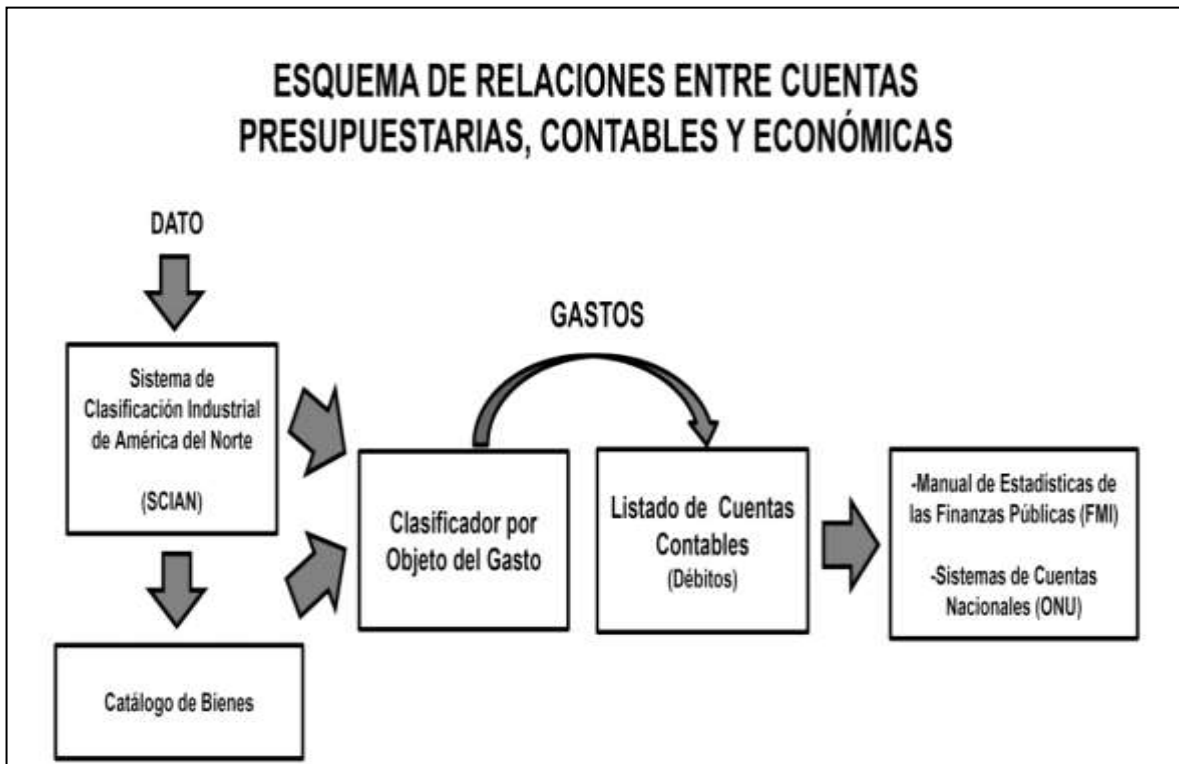 ESQUEMA DE RELACIONES ENTRE CUENTAS
PRESUPUESTARIAS, CONTABLES Y ECONÓMICAS
DATO
GASTOS
Sistema de
Clasificación Industrial
de América del Norte
(SCIAN)
Clasificador por
Objeto del Gasto
Listado de Cuentas
Contables
(Débitos)
-Manual de Estadísticas de
las Finanzas Públicas (FMI)
-Sistemas de Cuentas
Nacionales (ONU)
Catálogo de Bienes